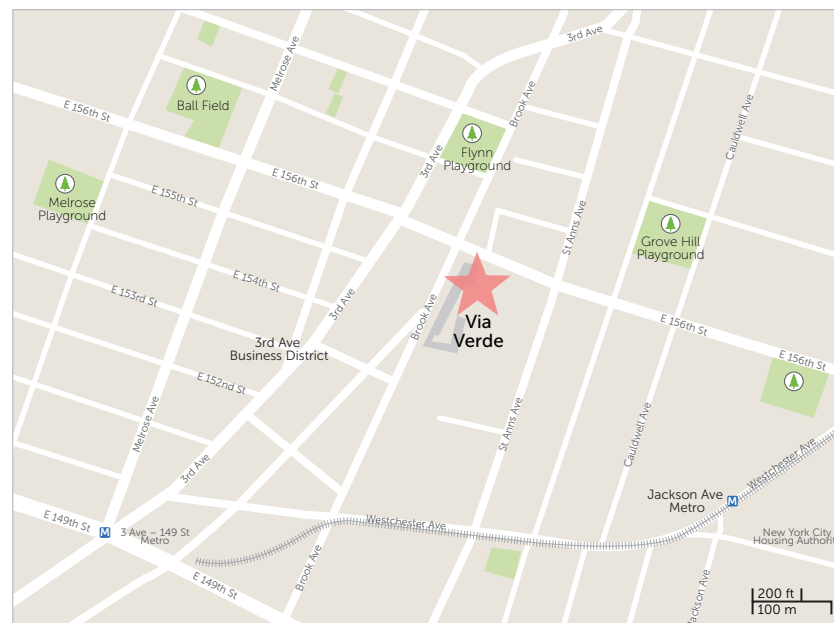 3rd Ave
Melrose Ave
Ball Field
E 156th St
Brook Ave
Cauldwell Ave
3rd Ave
Flynn
Playground
E 156th St
E 155th St
Melrose
Playground
St Anns Ave
Grove Hill
Playground
E 154th St
E 153rd St
3rd Ave
Brook Ave
Via
Verde
E 156th St
3rd Ave
Business District
E 156th St
E 152nd St
Melrose Ave
St Anns Ave
Cauldwell Ave
3rd Ave
Westchester Ave
Jackson Ave
Metro
M
E 149th St
M
3 Ave – 149 St
Metro
Westchester Ave
New York City
Brook Ave
E 149th St
Jackson Ave
200 ft
100 m